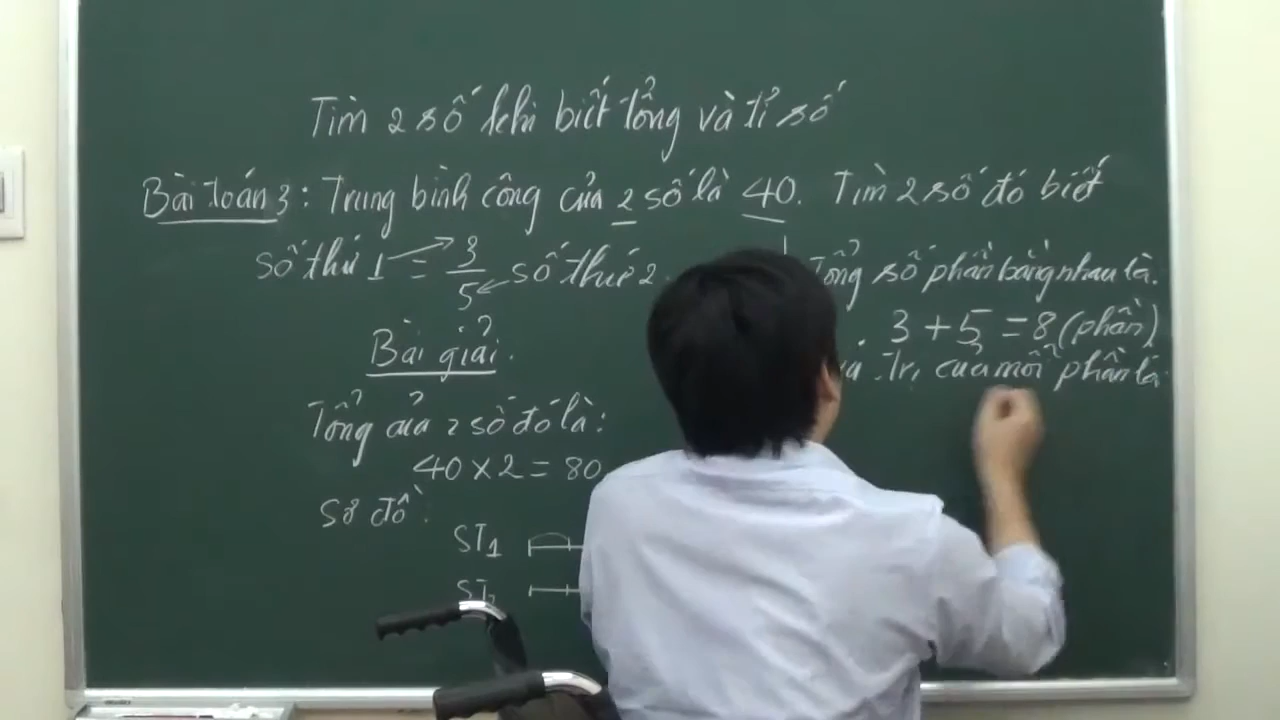 Tìm 2 số khi biết tổng và tỉ số
Bài toán 3: Trung bình cộng của 2 số là 40. Tìm 2 số đó biết
số thứ 1 = 3/5 số thứ 2.
Bài giải.
Tổng của 2 số đó là:
40 x 2 = 80
Sơ đồ:
ST1
ST2
Tổng số phần bằng nhau là.
3 + 5 = 8 (phần)
Trị của mỗi phần là: